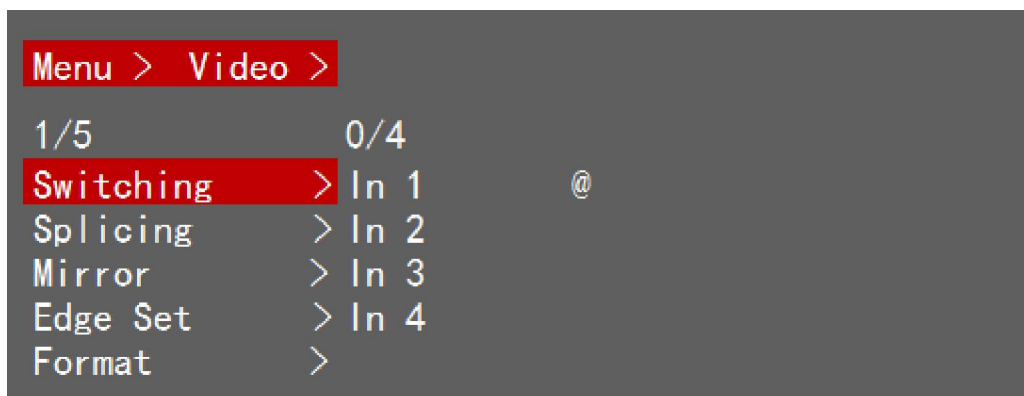 Menu > Video >
1/5 0/4
Switching > In 1 @
Splicing > In 2
Mirror > In 3
Edge Set > In 4
Format >